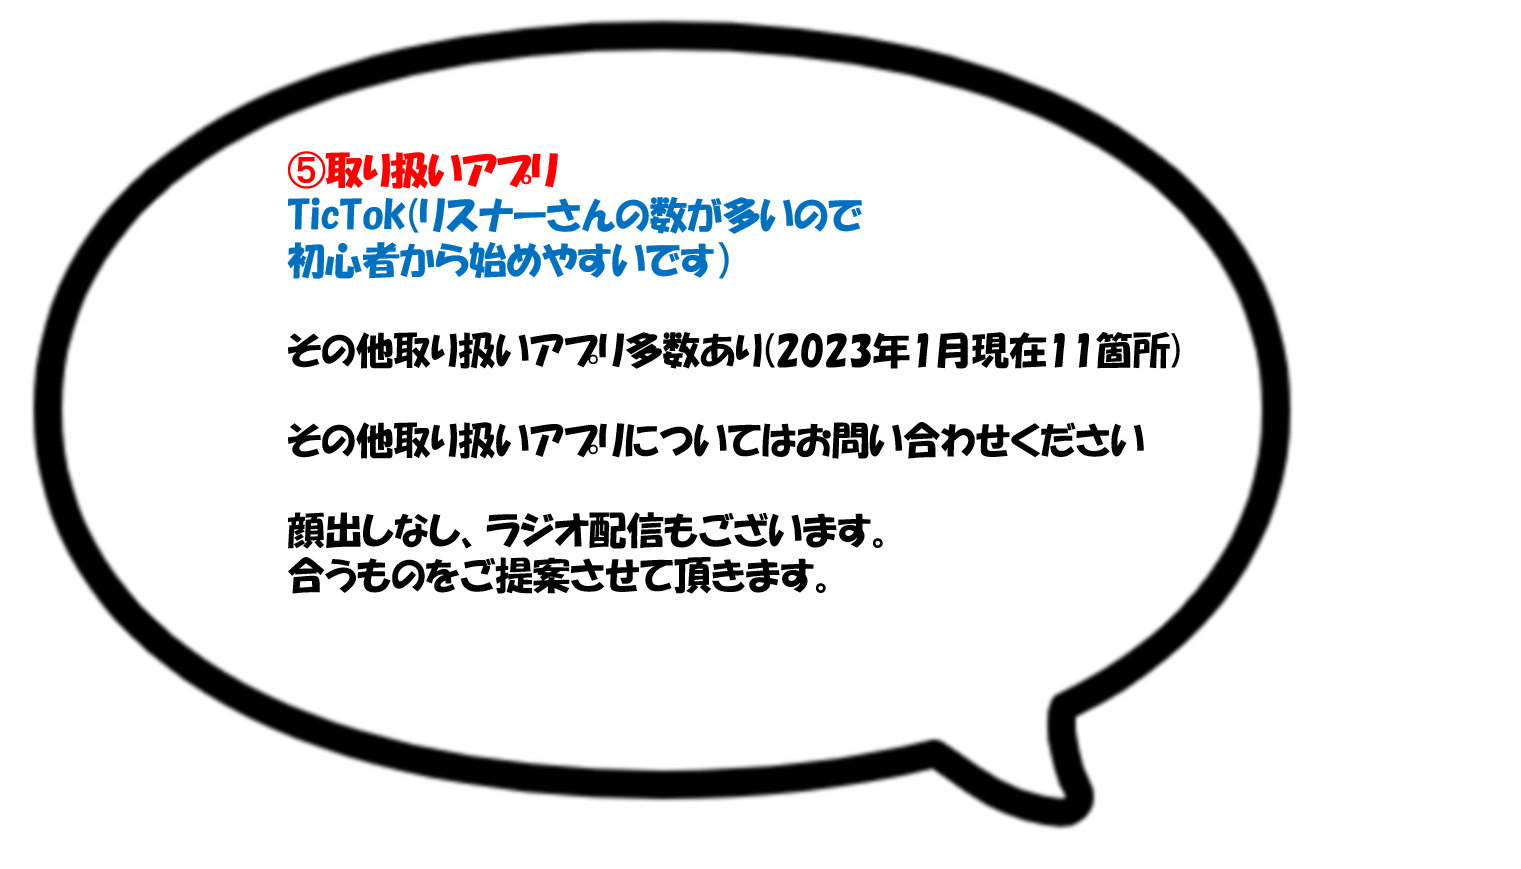 ⑤取り扱いアプリ
TicTok(リスナーさんの数が多いので
初心者から始めやすいです)
その他取り扱いアプリ多数あり(2023年1月現在11箇所)
その他取り扱いアプリについてはお問い合わせください
顔出しなし、ラジオ配信もございます。
合うものをご提案させて頂きます。